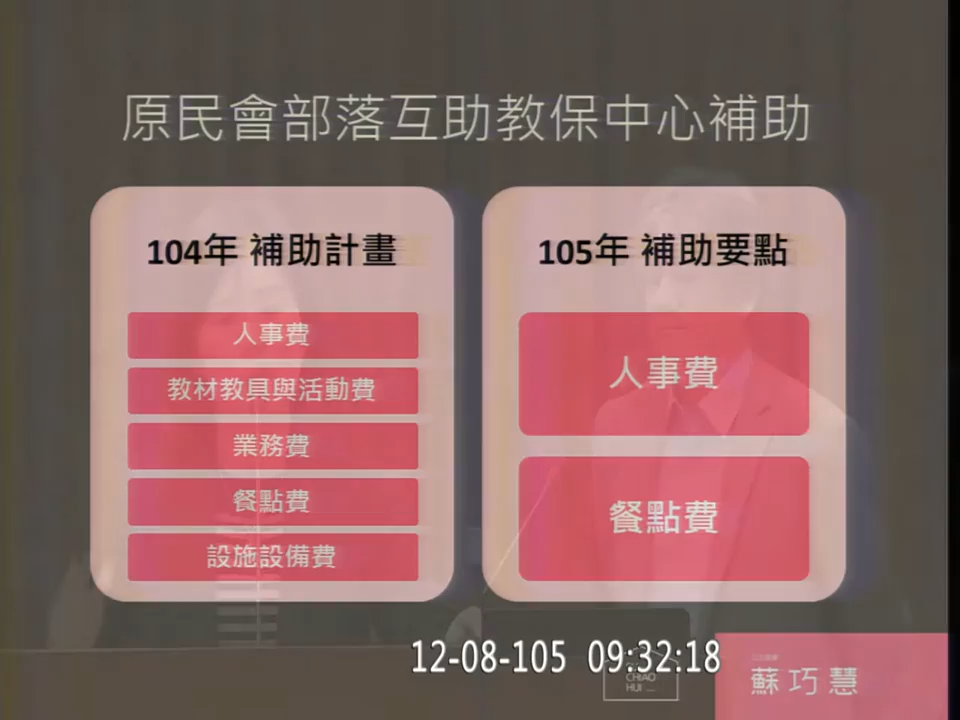 原民會部落互助教保中心補助
104年 補助計畫
人事費
教材教具與活動費
業務費
餐點費
設施設備費
105年 補助要點
人事費
餐點費
12-08-105 09:32:18
CHIAO
HUI
蘇巧慧